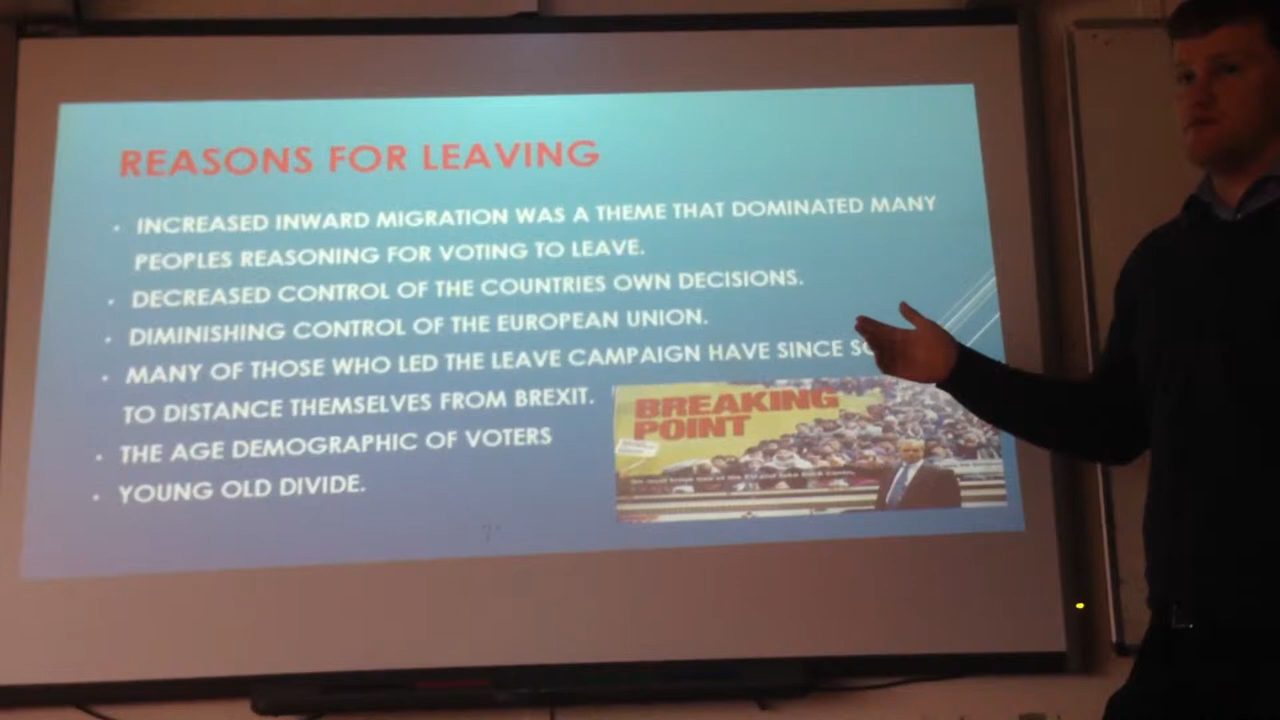 REASONS FOR LEAVING
INCREASED INWARD MIGRATION WAS A THEME THAT DOMINATED MANY
PEOPLES REASONING FOR VOTING TO LEAVE.
DECREASED CONTROL OF THE COUNTRIES OWN DECISIONS.
DIMINISHING CONTROL OF THE EUROPEAN UNION.
MANY OF THOSE WHO LED THE LEAVE CAMPAIGN HAVE SINCE
TO DISTANCE THEMSELVES FROM BREXIT.
THE AGE DEMOGRAPHIC OF VOTERS
YOUNG OLD DIVIDE.
BREAKING
POINT